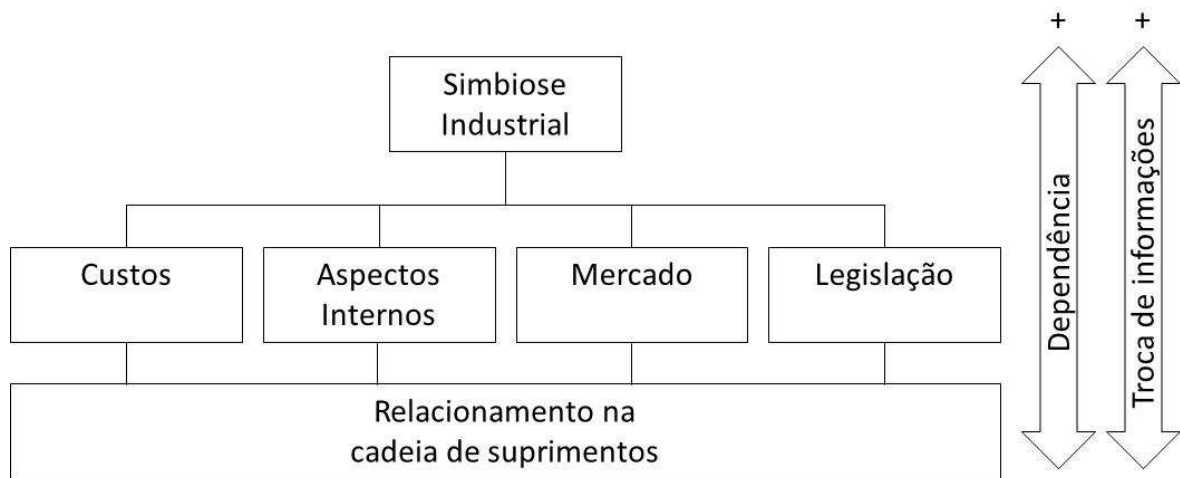 + +
Simbiose
Industrial
Custos
Aspectos
Internos
Mercado
Legislação
Relacionamento na
cadeia de suprimentos
Dependência
Troca de informações